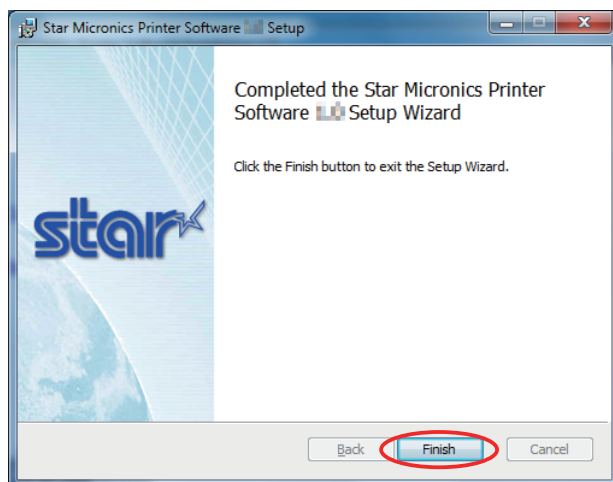 Star Micronics Printer Software Setup
Completed the Star Micronics Printer
Software Setup Wizard
Click the Finish button to exit the Setup Wizard.
star
Back
Finish
Cancel